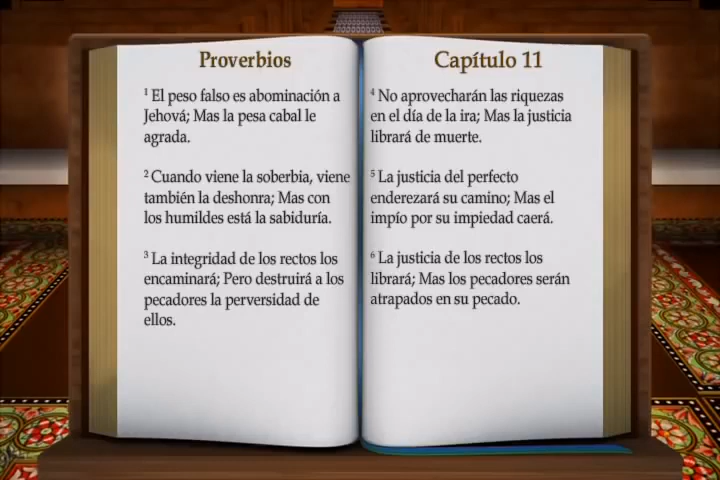 Proverbios
¹ El peso falso es abominación a
Jehová; Mas la pesa cabal le
agrada.
² Cuando viene la soberbia, viene
también la deshonra; Mas con
los humildes está la sabiduría.
³ La integridad de los rectos los
encaminará; Pero destruirá a los
pecadores la perversidad de
ellos.
Capítulo 11
⁴ No aprovecharán las riquezas
en el día de la ira; Mas la justicia
librará de muerte.
⁵ La justicia del perfecto
enderezará su camino; Mas el
impío por su impiedad caerá.
⁶ La justicia de los rectos los
librará; Mas los pecadores serán
atrapados en su pecado.